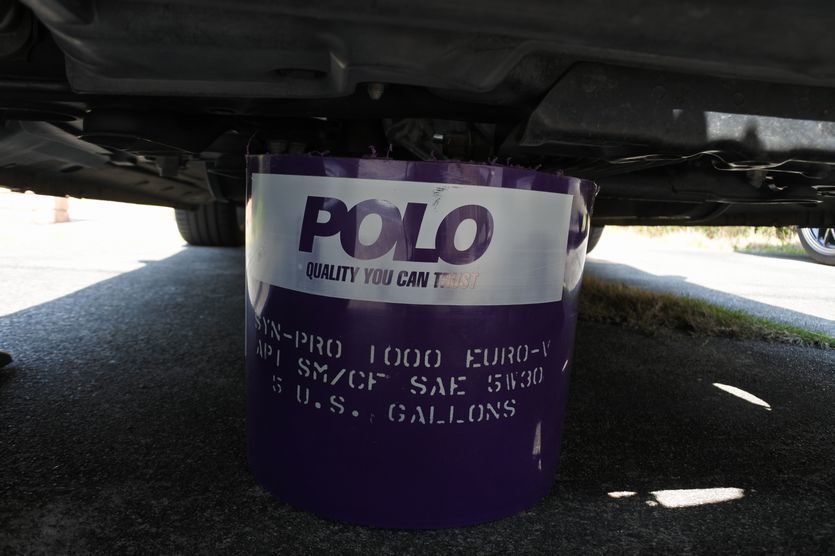 POLO
QUALITY YOU CAN TRUST
SYN-PRO 1000 EURO-V
API SM/CF SAE 5W30
5 U.S. GALLONS